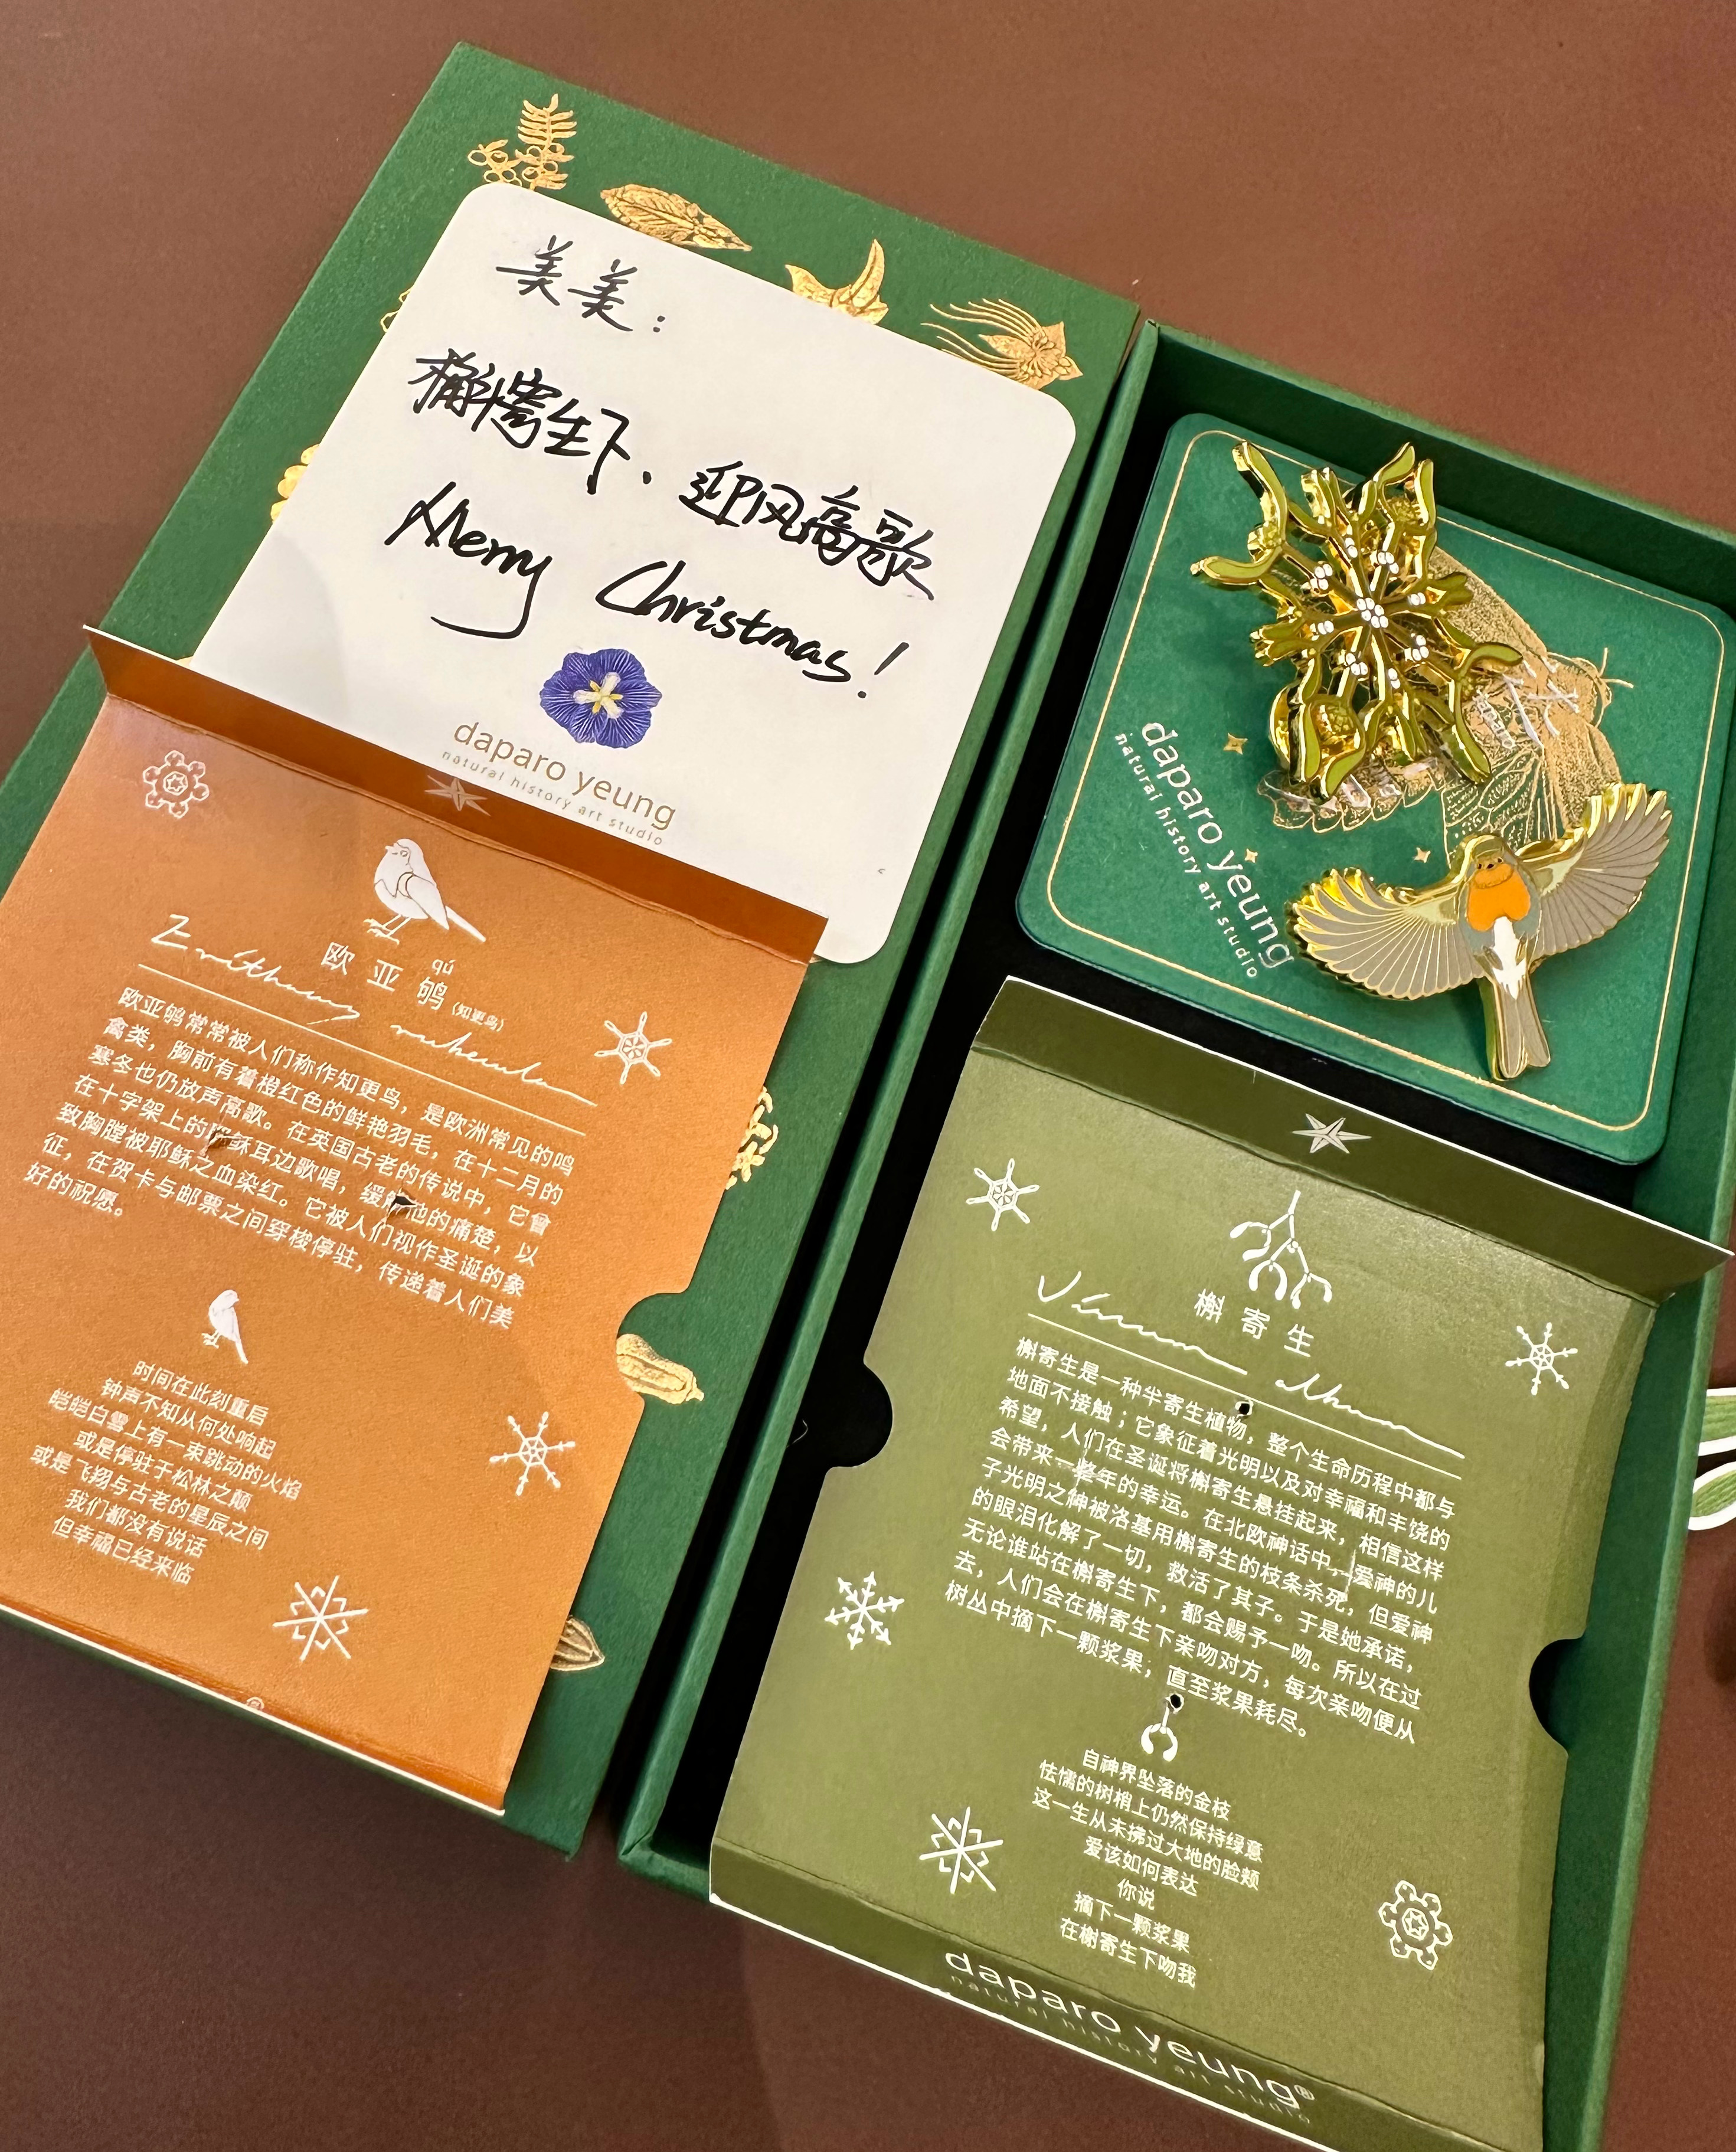 美美:
槲寄生下、迎风高歌
Merry Christmas!
daparo yeung
natural history art studio
qú
欧亚鸲(知更鸟)
欧亚鸲常常被人们称作知更鸟，是欧洲常见的鸣
禽类，胸前有着橙红色的鲜艳羽毛，在十二月的
寒冬也仍放声高歌。在英国古老的传说中，它曾
在十字架上的耶稣耳边歌唱，缓解他的痛楚，以
致胸膛被耶稣之血染红。它被人们视作圣诞的象
征，在贺卡与邮票之间穿梭停驻，传递着人们美
好的祝愿。
时间在此刻重启
钟声不知从何处响起
皑皑白雪上有一束跳动的火焰
或是停驻于松林之颠
或是飞翔与古老的星辰之间
我们都没有说话
但幸福已经来临
daparo yeung
natural history art studio
槲寄生
Viscum album
槲寄生是一种半寄生植物，整个生命历程中都与
地面不接触；它象征着光明以及对幸福和丰饶的
希望，人们在圣诞将槲寄生悬挂起来，相信这样
会带来一整年的幸运。在北欧神话中，爱神的儿
子光明之神被洛基用槲寄生的枝条杀死，但爱神
的眼泪化解了一切，救活了其子。于是她承诺，
无论谁站在槲寄生下，都会赐予一吻。所以在过
去，人们会在槲寄生下亲吻对方，每次亲吻便从
树丛中摘下一颗浆果，直至浆果耗尽。
自神界坠落的金枝
怯懦的树梢上仍然保持绿意
这一生从未拂过大地的脸颊
爱该如何表达
你说
摘下一颗浆果
在槲寄生下吻我
daparo yeung®
natural history art studio